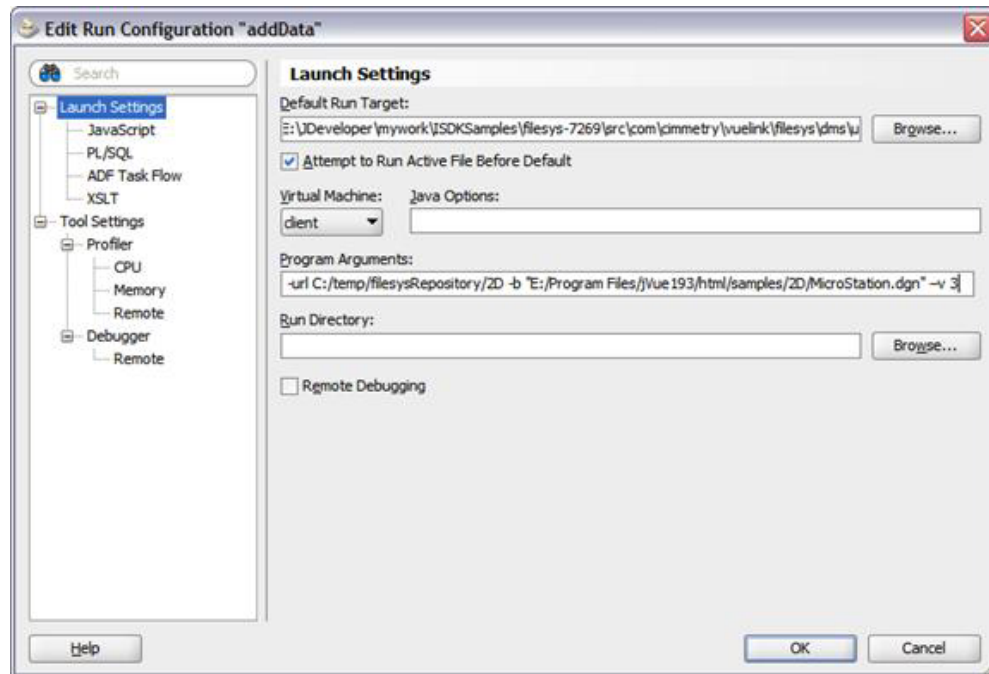 Edit Run Configuration "addData"
Search
Launch Settings
JavaScript
PL/SQL
ADF Task Flow
XSLT
Tool Settings
Profiler
CPU
Memory
Remote
Debugger
Remote
Launch Settings
Default Run Target:
E:\JDeveloper\mywork\ISDKSamples\filesys-7269\src\com\cimmetry\vuelink\filesys\dms\µ
Browse...
Attempt to Run Active File Before Default
Virtual Machine: Java Options:
client
Program Arguments:
-url C:/temp/filesysRepository/2D -b "E:/Program Files/jVue193/html/samples/2D/MicroStation.dgn" –v 3
Run Directory:
Browse...
Remote Debugging
Help
OK
Cancel